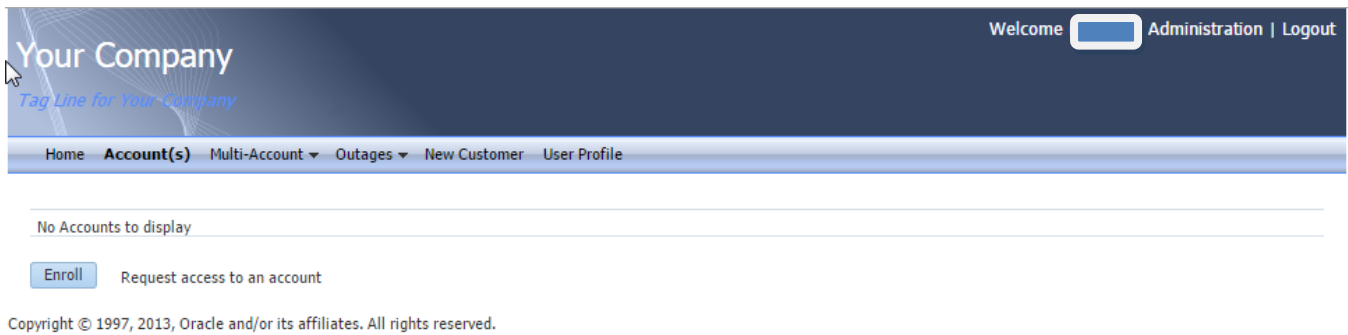 Welcome Administration | Logout
Your Company
Tag Line for Your Company
Home Account(s) Multi-Account Outages New Customer User Profile
No Accounts to display
Enroll Request access to an account
Copyright © 1997, 2013, Oracle and/or its affiliates. All rights reserved.